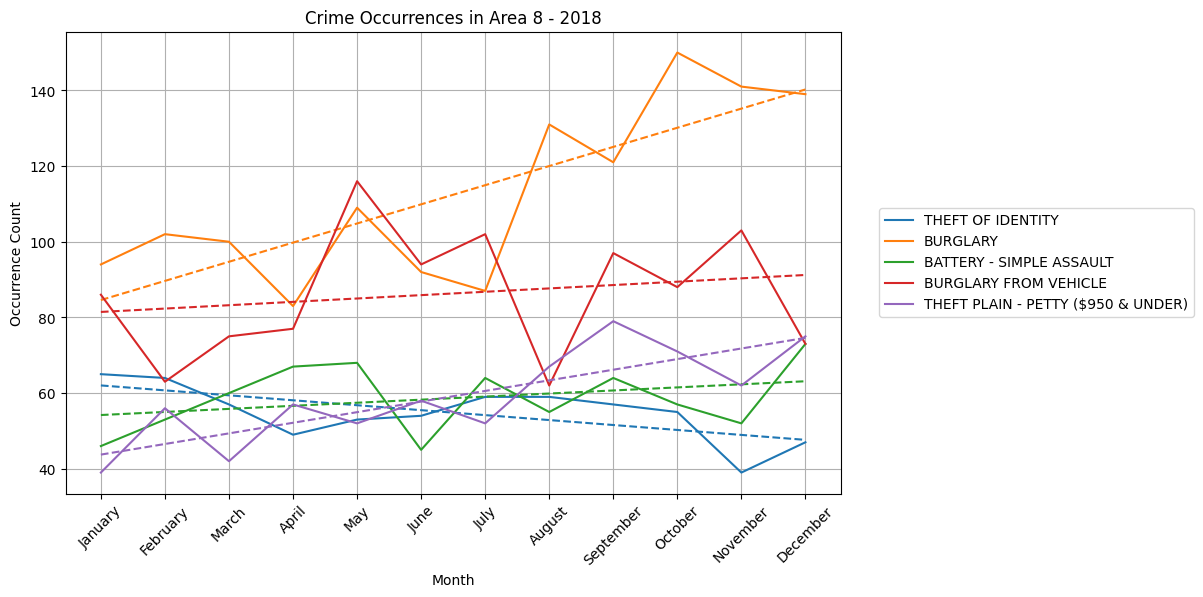 Crime Occurrences in Area 8 - 2018
Occurrence Count
140
120
100
80
60
40
January
February
March
April
May
June
July
August
September
October
November
December
Month
THEFT OF IDENTITY
BURGLARY
BATTERY - SIMPLE ASSAULT
BURGLARY FROM VEHICLE
THEFT PLAIN - PETTY ($950 & UNDER)